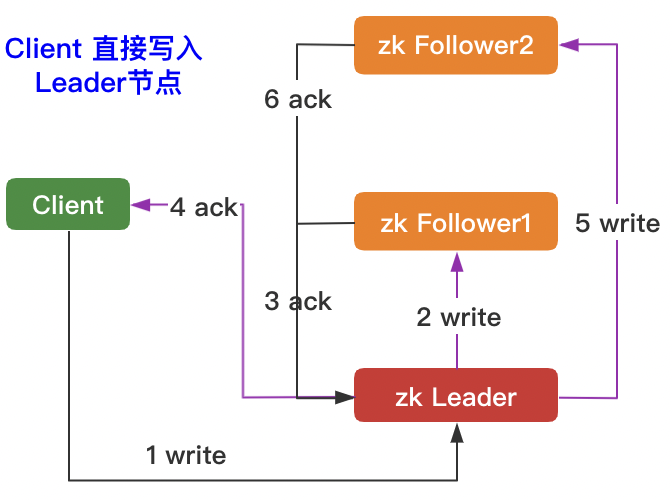 Client 直接写入
Leader节点
zk Follower2
6 ack
Client
4 ack
zk Follower1
5 write
3 ack
2 write
zk Leader
1 write